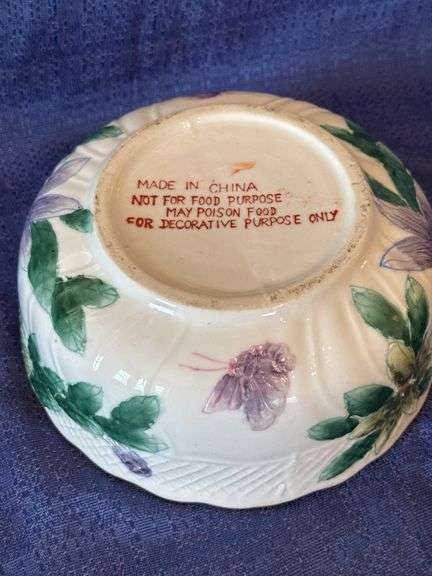 MADE IN CHINA
NOT FOR FOOD PURPOSE
MAY POISON FOOD
FOR DECORATIVE PURPOSE ONLY